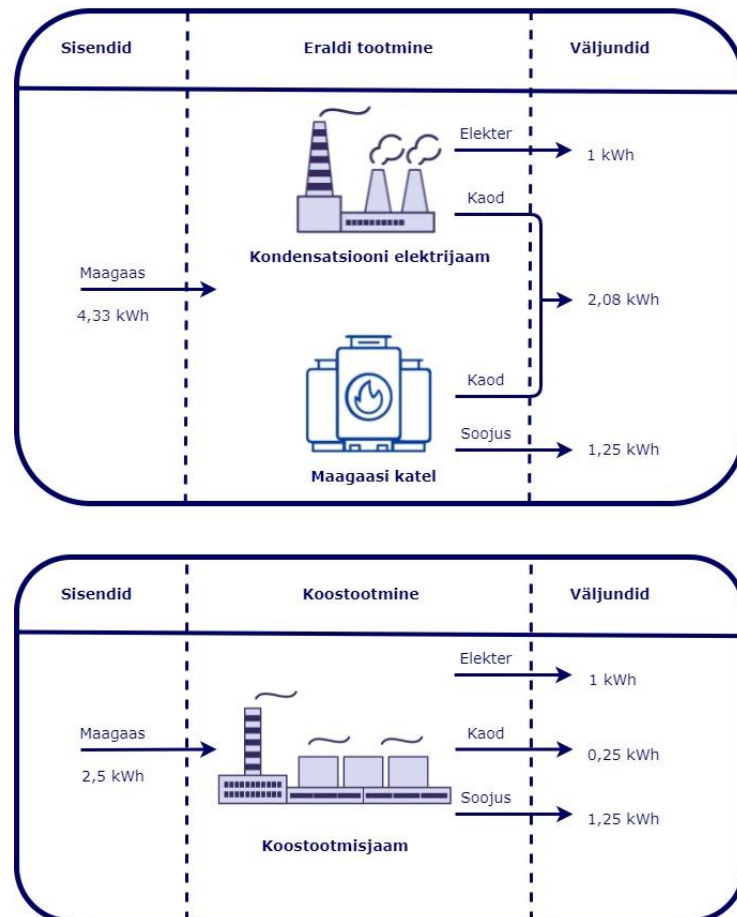 Sisendid Eraldi tootmine Väljundid
Elekter
1 kWh
Kaod
Kondensatsiooni elektrijaam
Maagaas
4,33 kWh
2,08 kWh
Kaod
Soojus
1,25 kWh
Maagaasi katel
Sisendid Koostootmine Väljundid
Elekter
1 kWh
Maagaas
2,5 kWh
Kaod
0,25 kWh
Soojus
1,25 kWh
Koostootmisjaam